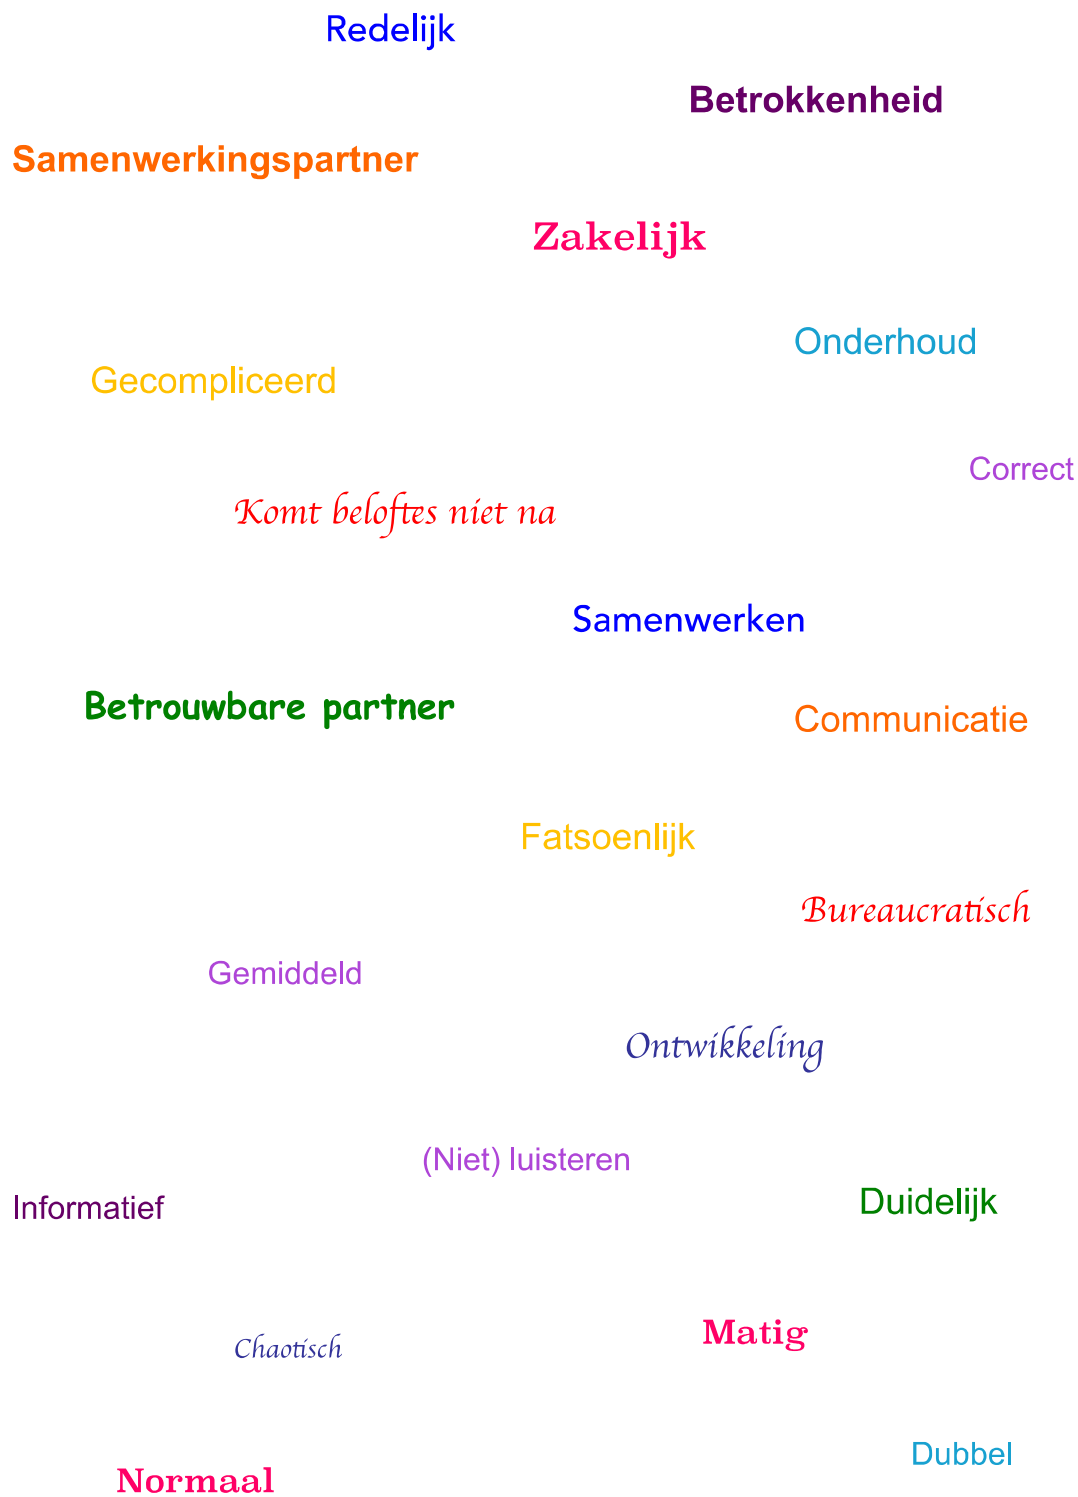 Redelijk
Betrokkenheid
Samenwerkingspartner
Zakelijk
Onderhoud
Gecompliceerd
Correct
Komt beloftes niet na
Samenwerken
Betrouwbare partner
Communicatie
Fatsoenlijk
Bureaucratisch
Gemiddeld
Ontwikkeling
(Niet) luisteren
Duidelijk
Informatief
Matig
Chaotisch
Dubbel
Normaal